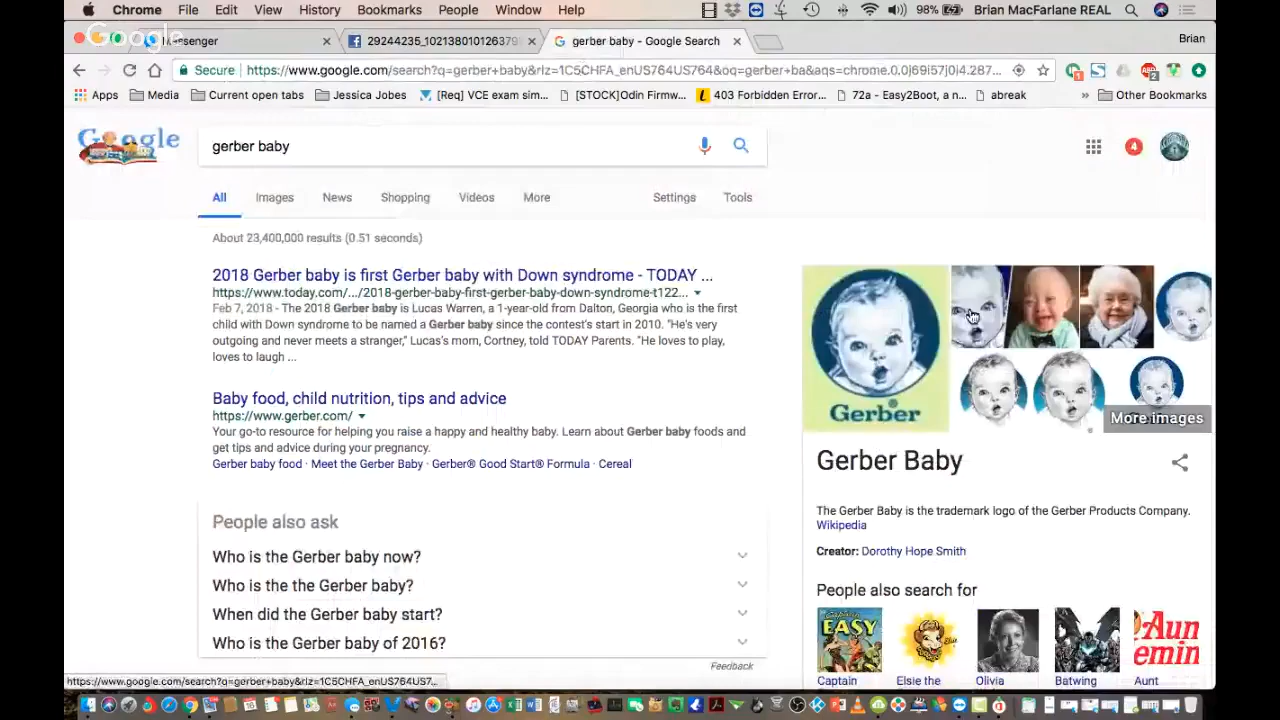 Chrome File Edit View History Bookmarks People Window Help 98% Brian MacFarlane REAL
Google
Messenger 29244235_1021380101263795 gerber baby - Google Search Brian
Secure https://www.google.com/search?q=gerber+baby&rlz=1C5CHFA_enUS764US764&oq=gerber+ba&aqs=chrome.0.0j69i57j0j4.287...
Apps Media Current open tabs Jessica Jobes [Req] VCE exam sim... [STOCK]Odin Firmw... 403 Forbidden Error... 72a - Easy2Boot, a n... abreak » Other Bookmarks
Google gerber baby 4
All Images News Shopping Videos More Settings Tools
About 23,400,000 results (0.51 seconds)
2018 Gerber baby is first Gerber baby with Down syndrome - TODAY ...
https://www.today.com/.../2018-gerber-baby-first-gerber-baby-down-syndrome-t122...
Feb 7, 2018 - The 2018 Gerber baby is Lucas Warren, a 1-year-old from Dalton, Georgia who is the first
child with Down syndrome to be named a Gerber baby since the contest's start in 2010. "He's very
outgoing and never meets a stranger," Lucas's mom, Cortney, told TODAY Parents. "He loves to play,
loves to laugh ...
Baby food, child nutrition, tips and advice
https://www.gerber.com/
Your go-to resource for helping you raise a happy and healthy baby. Learn about Gerber baby foods and
get tips and advice during your pregnancy.
Gerber baby food · Meet the Gerber Baby · Gerber® Good Start® Formula · Cereal
People also ask
Who is the Gerber baby now?
Who is the the Gerber baby?
When did the Gerber baby start?
Who is the Gerber baby of 2016?
Feedback
https://www.google.com/search?q=gerber+baby&rlz=1C5CHFA_enUS764US7...
Gerber
More images
Gerber Baby
The Gerber Baby is the trademark logo of the Gerber Products Company.
Wikipedia
Creator: Dorothy Hope Smith
People also search for
EASY
Aun
emin
Captain Elsie the Olivia Batwing Aunt